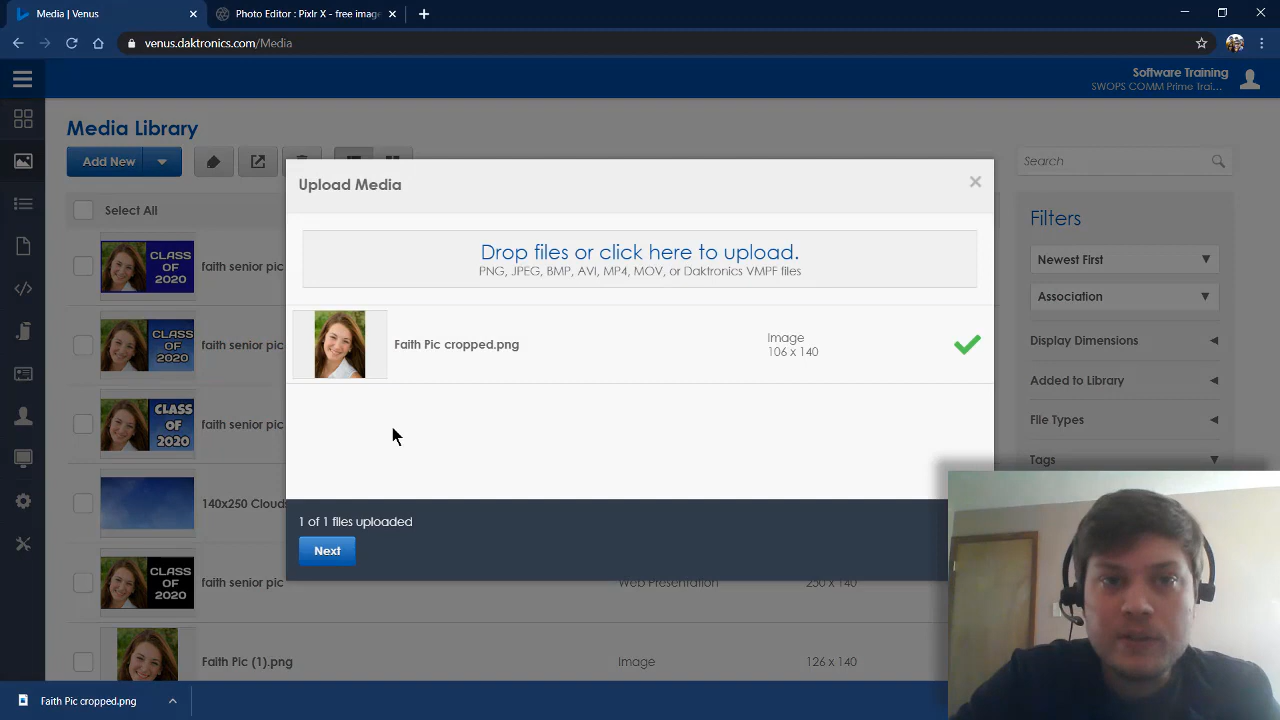 Media | Venus
Photo Editor : Pixlr X - free image
venus.daktronics.com/Media
Software Training
SWOPS COMM Prime Trai...
Media Library
Add New
Search
Select All
Filters
Newest First
Association
Display Dimensions
Added to Library
File Types
Tags
faith senior pic
CLASS OF 2020
faith senior pic
CLASS OF 2020
faith senior pic
CLASS OF 2020
140x250 Clouds
faith senior pic
CLASS OF 2020
Web Presentation
250 x 140
Faith Pic (1).png
Image
126 x 140
Upload Media
Drop files or click here to upload.
PNG, JPEG, BMP, AVI, MP4, MOV, or Daktronics VMPF files
Faith Pic cropped.png
Image
106 x 140
1 of 1 files uploaded
Next
Faith Pic cropped.png